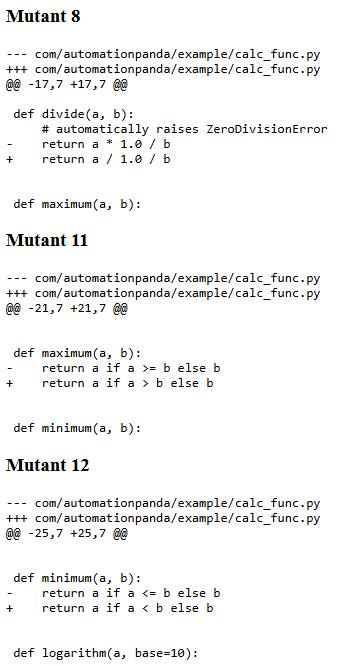 Mutant 8
--- com/automationpanda/example/calc_func.py
+++ com/automationpanda/example/calc_func.py
@@ -17,7 +17,7 @@
 def divide(a, b):
     # automatically raises ZeroDivisionError
-    return a * 1.0 / b
+    return a / 1.0 / b
 def maximum(a, b):
Mutant 11
--- com/automationpanda/example/calc_func.py
+++ com/automationpanda/example/calc_func.py
@@ -21,7 +21,7 @@
 def maximum(a, b):
-    return a if a >= b else b
+    return a if a > b else b
 def minimum(a, b):
Mutant 12
--- com/automationpanda/example/calc_func.py
+++ com/automationpanda/example/calc_func.py
@@ -25,7 +25,7 @@
 def minimum(a, b):
-    return a if a <= b else b
+    return a if a < b else b
 def logarithm(a, base=10):